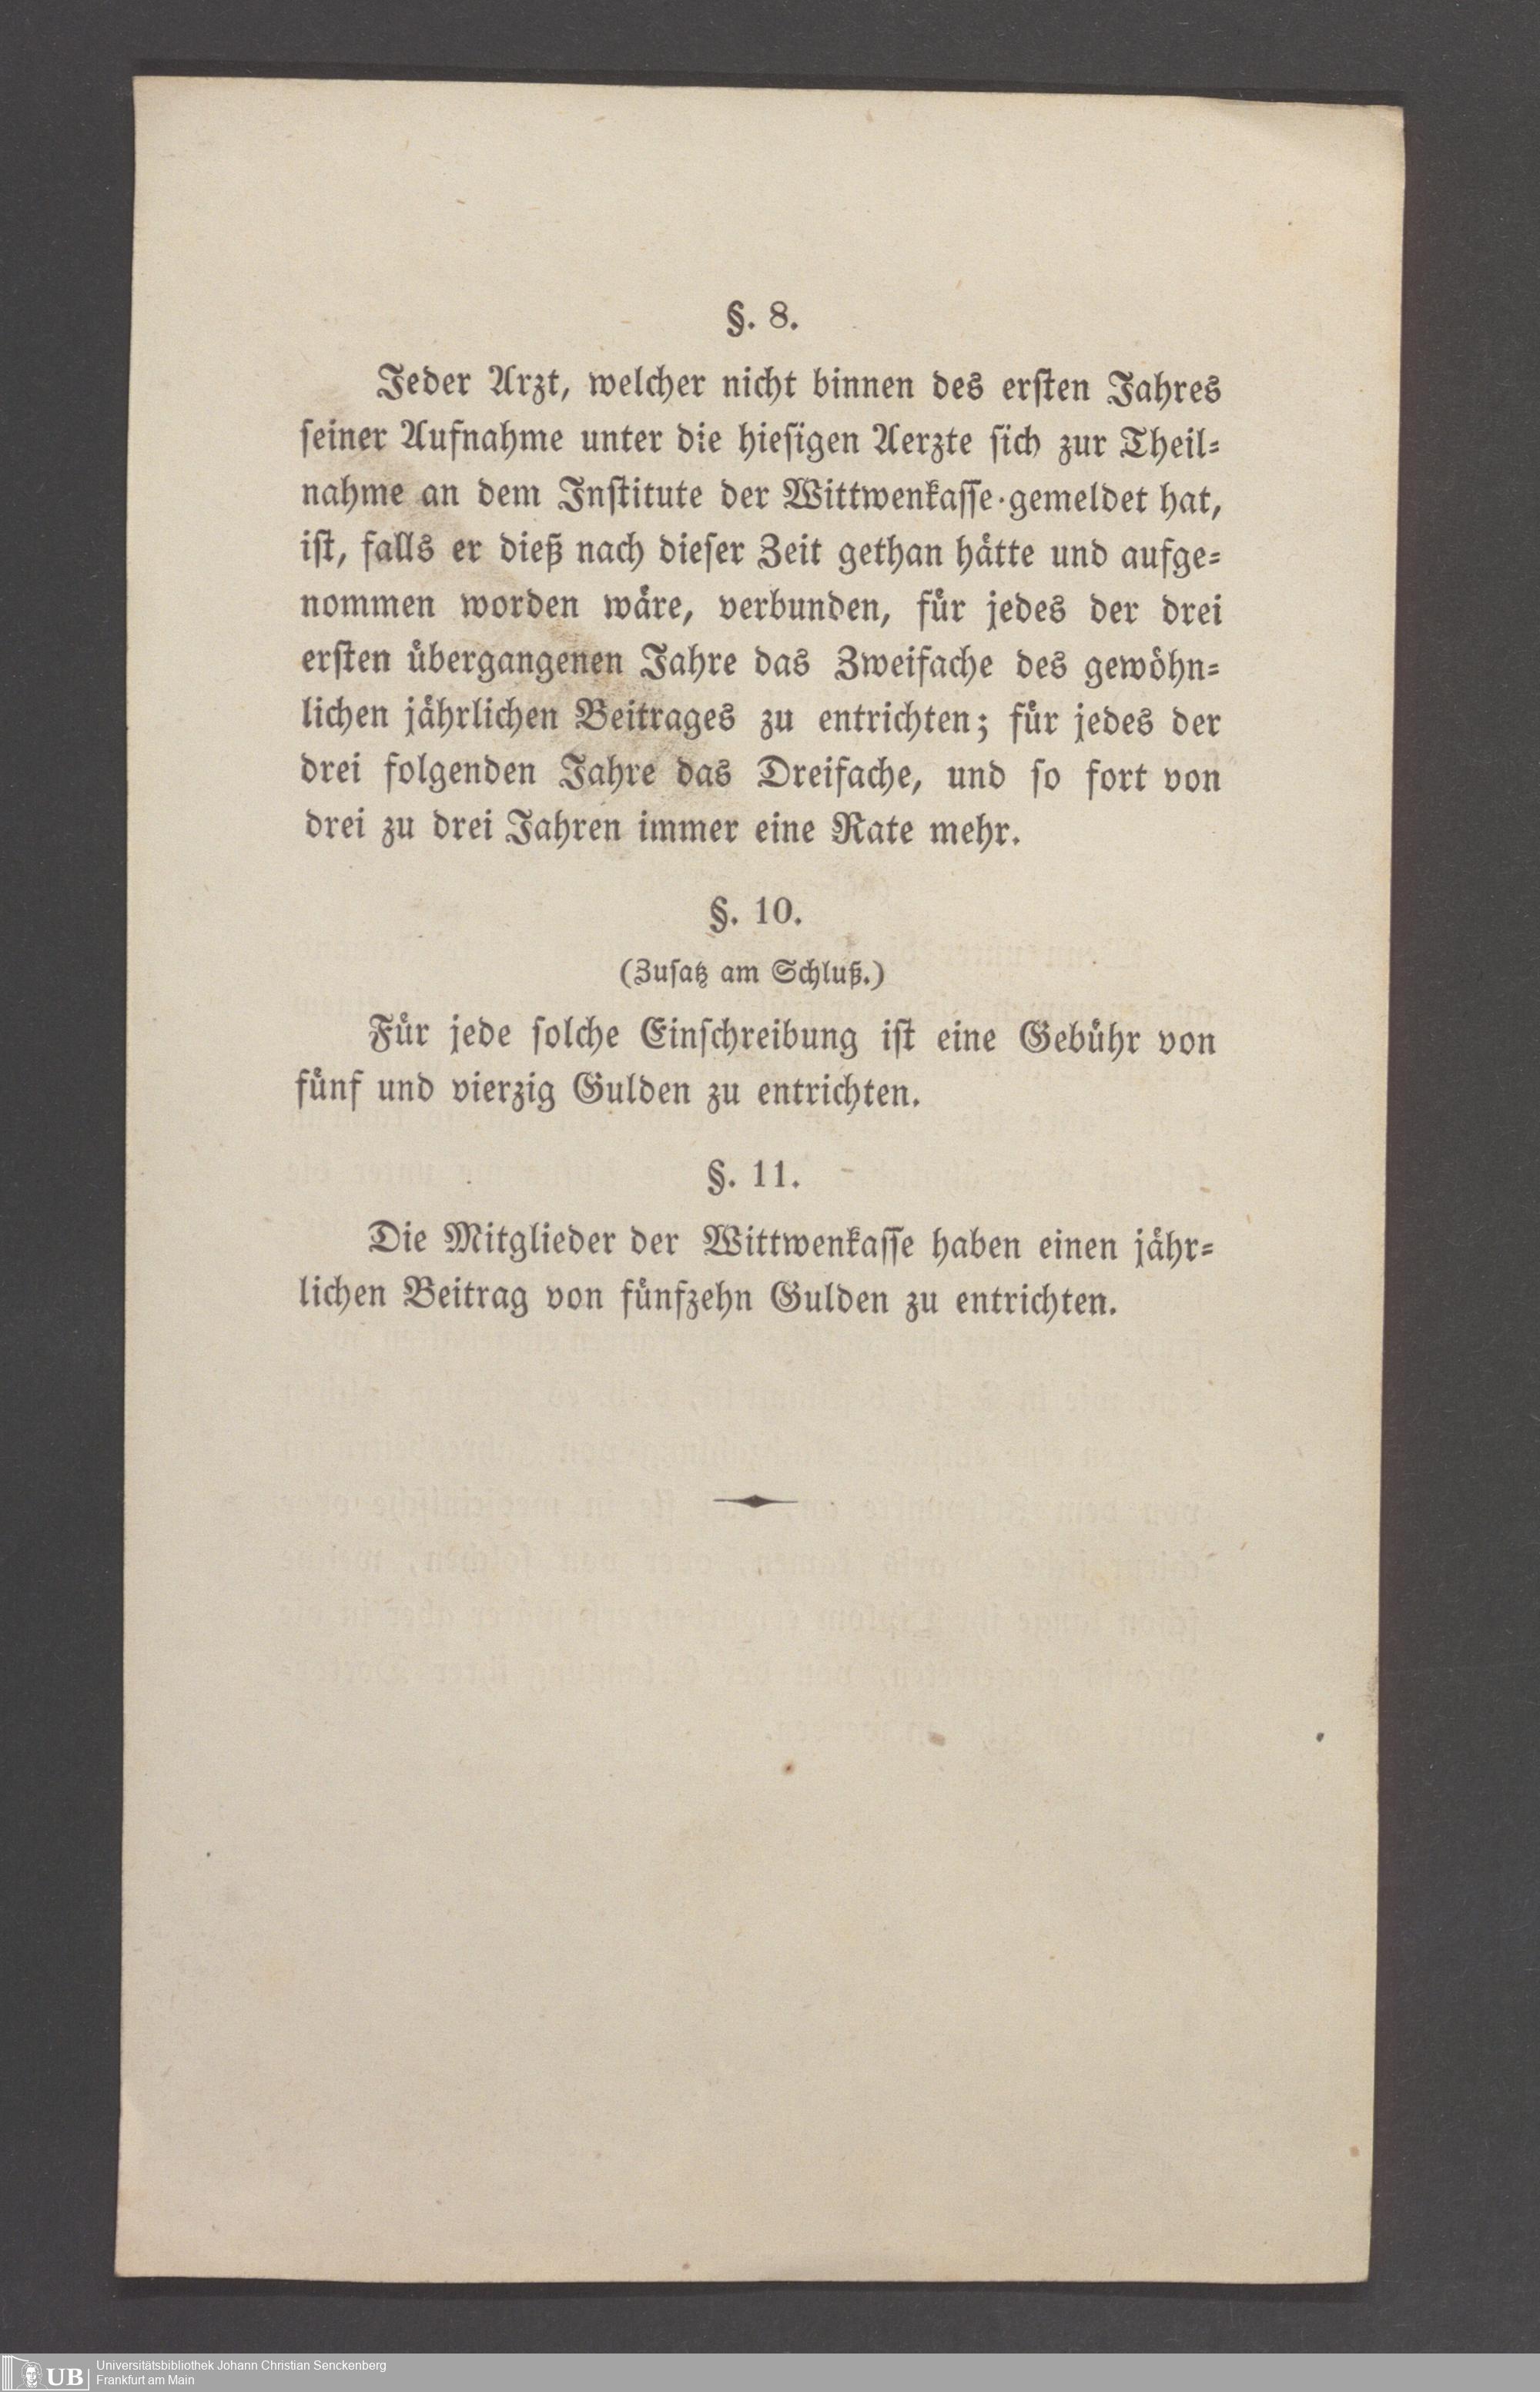 §. 8.
Jeder Arzt, welcher nicht binnen des ersten Jahres
seiner Aufnahme unter die hiesigen Aerzte sich zur Theil=
nahme an dem Institute der Wittwenkasse·gemeldet hat,
ist, falls er dieß nach dieser Zeit gethan hätte und aufge=
nommen worden wäre, verbunden, für jedes der drei
ersten übergangenen Jahre das Zweifache des gewöhn=
lichen jährlichen Beitrages zu entrichten; für jedes der
drei folgenden Jahre das Dreifache, und so fort von
drei zu drei Jahren immer eine Rate mehr.
§. 10.
(Zusatz am Schluß.)
Für jede solche Einschreibung ist eine Gebühr von
fünf und vierzig Gulden zu entrichten.
§. 11.
Die Mitglieder der Wittwenkasse haben einen jähr=
lichen Beitrag von fünfzehn Gulden zu entrichten.
UB
Universitätsbibliothek Johann Christian Senckenberg
Frankfurt am Main